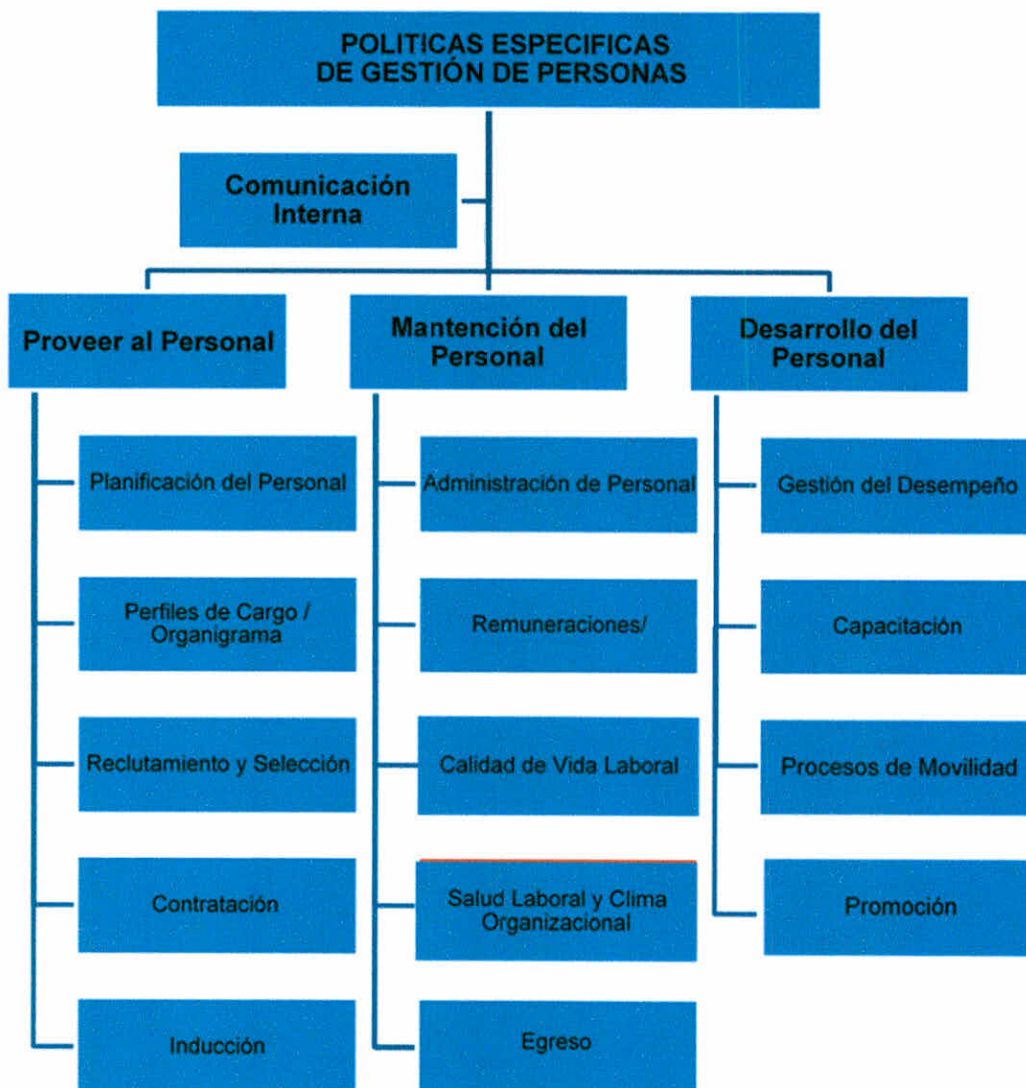 POLITICAS ESPECIFICAS
DE GESTIÓN DE PERSONAS
Comunicación
Interna
Proveer al Personal
Planificación del Personal
Perfiles de Cargo /
Organigrama
Reclutamiento y Selección
Contratación
Inducción
Mantención del
Personal
Administración de Personal
Remuneraciones/
Calidad de Vida Laboral
Salud Laboral y Clima
Organizacional
Egreso
Desarrollo del
Personal
Gestión del Desempeño
Capacitación
Procesos de Movilidad
Promoción